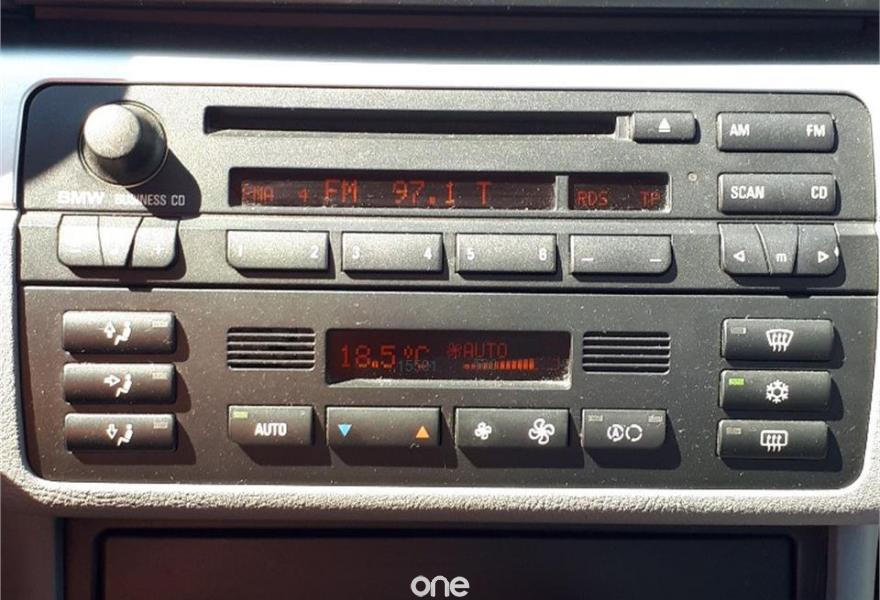 AM FM
FMA 4 FM 97.1 T RDS TP
SCAN CD
BMW BUSINESS CD
- +
1 2 3 4 5 6 – –
m
18.5°C AUTO
AUTO
A
one